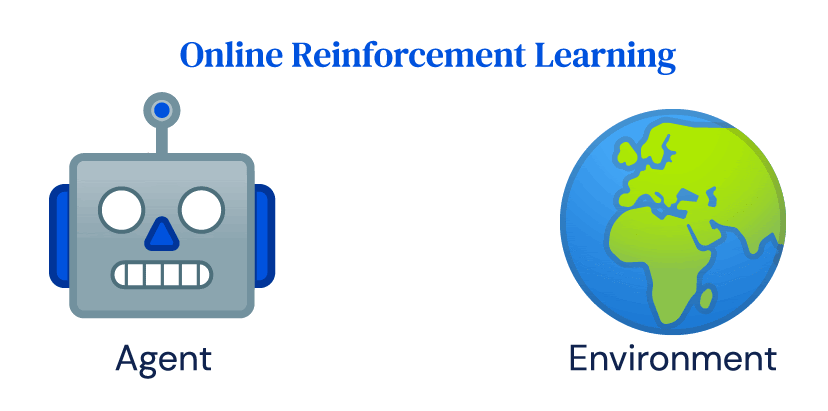 Online Reinforcement Learning
Agent
Environment